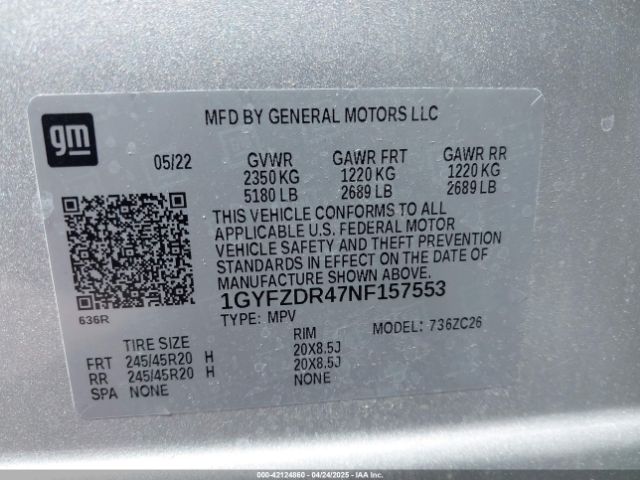 MFD BY GENERAL MOTORS LLC
gm
05/22 GVWR GAWR FRT GAWR RR
2350 KG 1220 KG 1220 KG
5180 LB 2689 LB 2689 LB
THIS VEHICLE CONFORMS TO ALL
APPLICABLE U.S. FEDERAL MOTOR
VEHICLE SAFETY AND THEFT PREVENTION
STANDARDS IN EFFECT ON THE DATE OF
MANUFACTURE SHOWN ABOVE.
1GYFZDR47NF157553
636R
TYPE: MPV MODEL: 736ZC26
TIRE SIZE RIM
FRT 245/45R20 H 20X8.5J
RR 245/45R20 H 20X8.5J
SPA NONE NONE
000-42124860 - 04/24/2025 - IAAI, Inc.